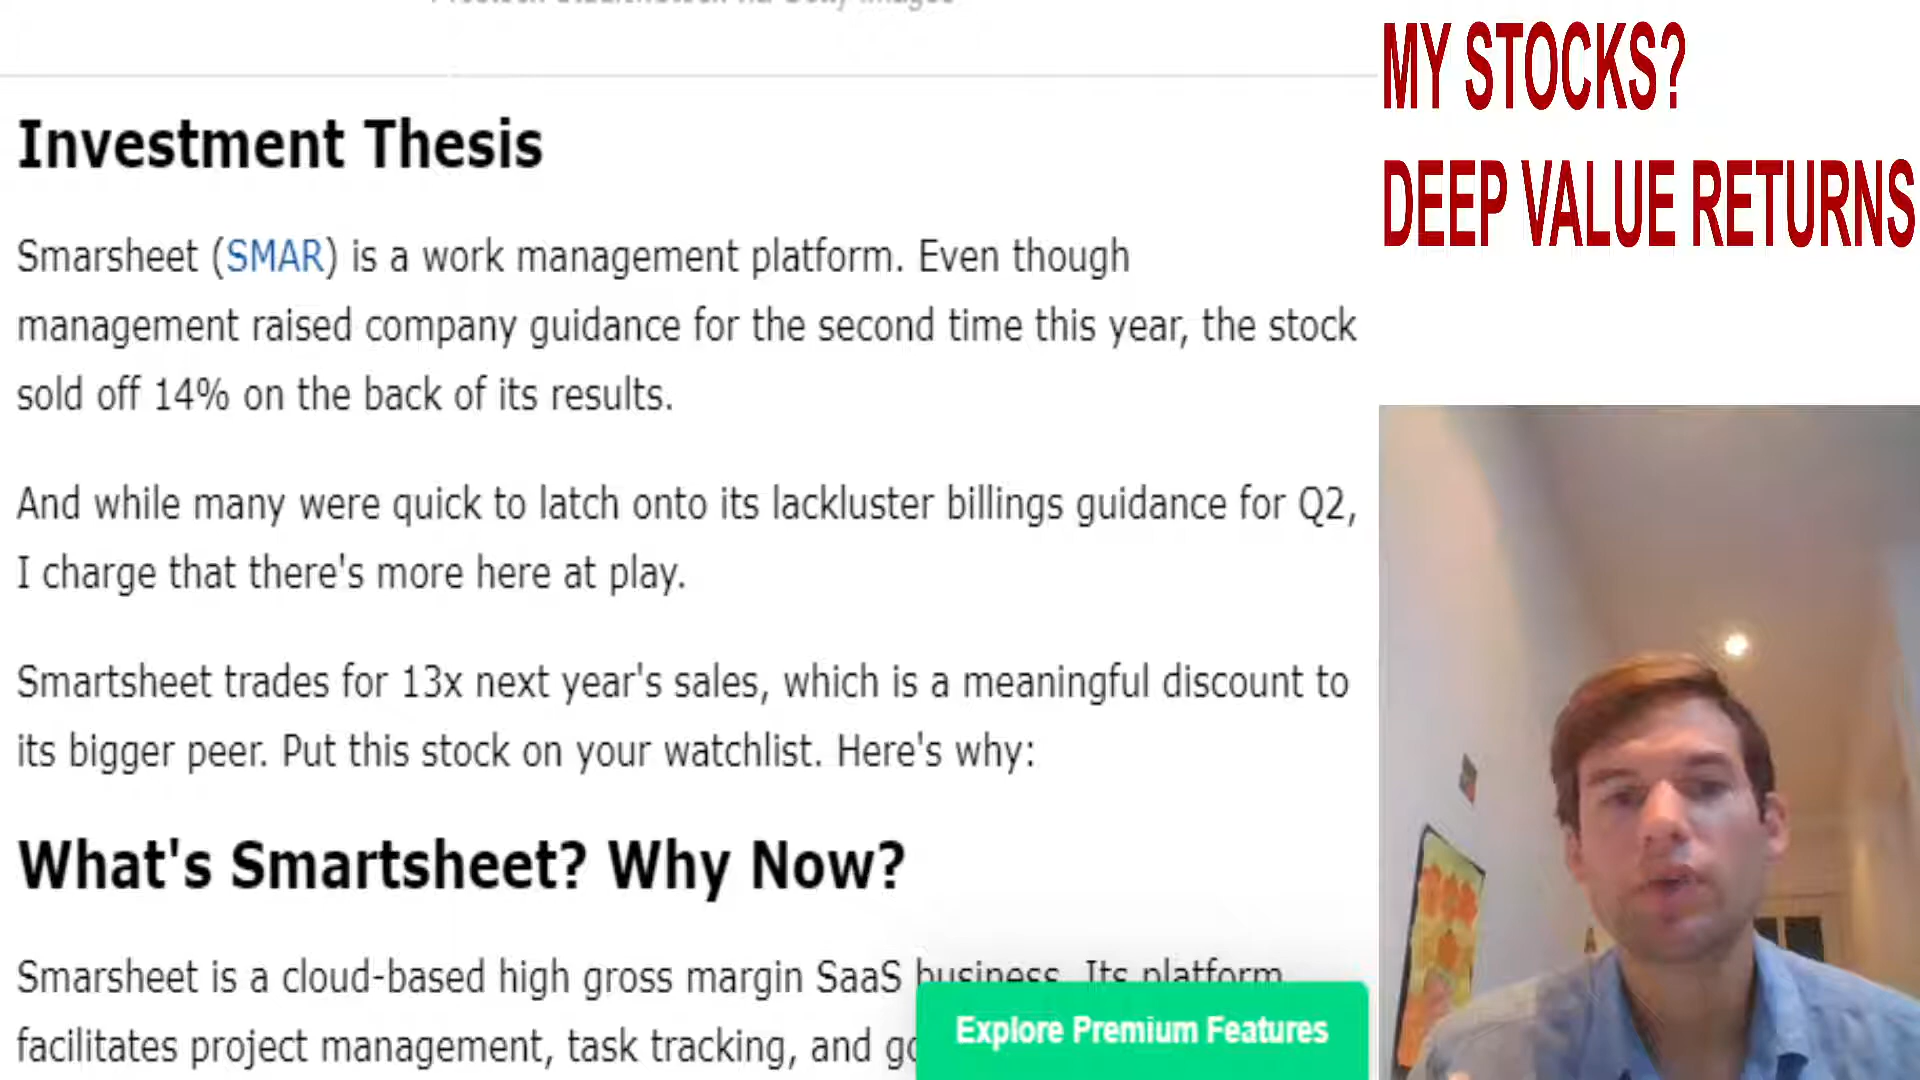 Investment Thesis
Smarsheet (SMAR) is a work management platform. Even though
management raised company guidance for the second time this year, the stock
sold off 14% on the back of its results.
And while many were quick to latch onto its lackluster billings guidance for Q2,
I charge that there's more here at play.
Smartsheet trades for 13x next year's sales, which is a meaningful discount to
its bigger peer. Put this stock on your watchlist. Here's why:
What's Smartsheet? Why Now?
Smarsheet is a cloud-based high gross margin SaaS business. Its platform
facilitates project management, task tracking, and
Explore Premium Features
MY STOCKS?
DEEP VALUE RETURNS